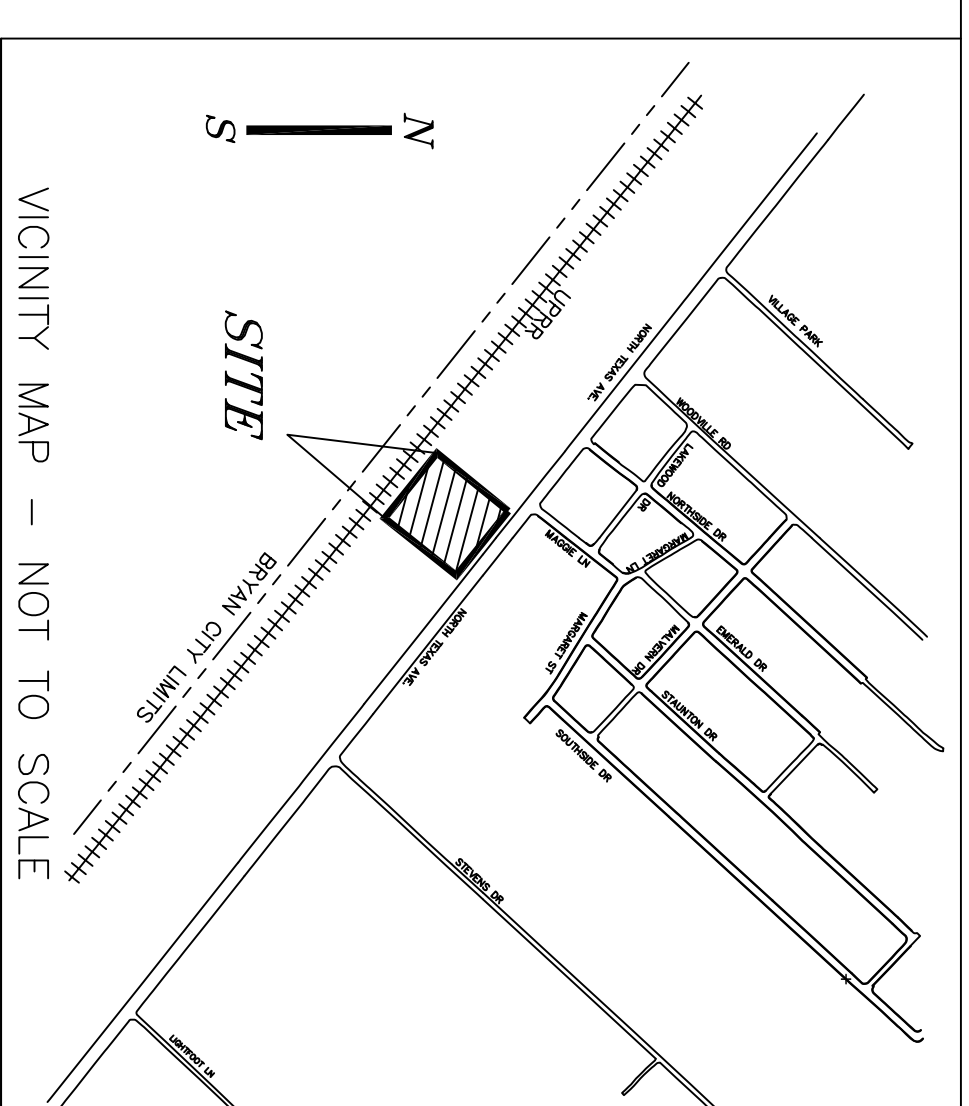 N
S
VILLAGE PARK
UPRR
NORTH TEXAS AVE.
WOODVILLE RD
LAKEWOOD
DR
NORTHSIDE DR
MARGARET LN
MAGGIE LN
SITE
EMERALD DR
MALVERN DR
MARGARET ST
STAUNTON DR
NORTH TEXAS AVE.
SOUTHSIDE DR
BRYAN CITY LIMITS
STEVENS DR
LIGHTFOOT LN
VICINITY MAP – NOT TO SCALE